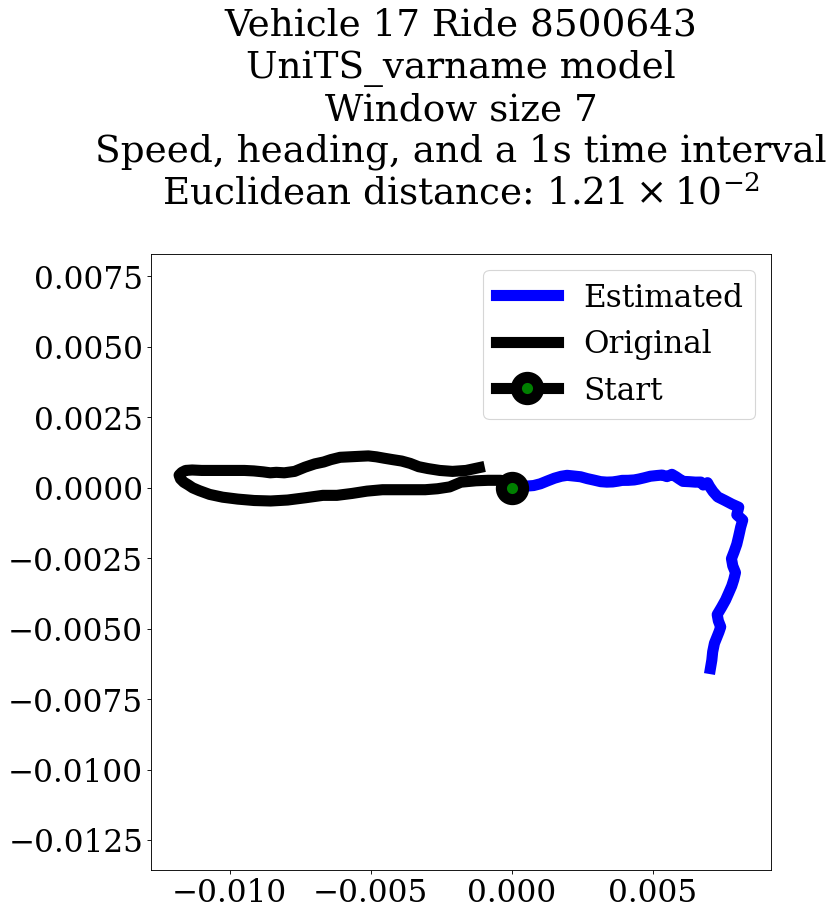 Vehicle 17 Ride 8500643
UniTS_varname model
Window size 7
Speed, heading, and a 1s time interval
Euclidean distance: 1.21 × 10⁻²
Estimated
Original
Start
0.0075
0.0050
0.0025
0.0000
−0.0025
−0.0050
−0.0075
−0.0100
−0.0125
−0.010 −0.005 0.000 0.005